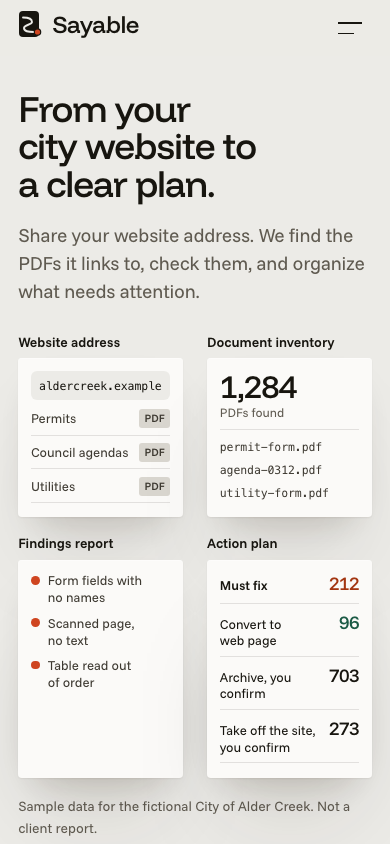 Sayable
From your
city website to
a clear plan.
Share your website address. We find the
PDFs it links to, check them, and organize
what needs attention.
Website address
aldercreek.example
Permits PDF
Council agendas PDF
Utilities PDF
Document inventory
1,284
PDFs found
permit-form.pdf
agenda-0312.pdf
utility-form.pdf
Findings report
Form fields with
no names
Scanned page,
no text
Table read out
of order
Action plan
Must fix 212
Convert to 96
web page
Archive, you 703
confirm
Take off the site, 273
you confirm
Sample data for the fictional City of Alder Creek. Not a
client report.